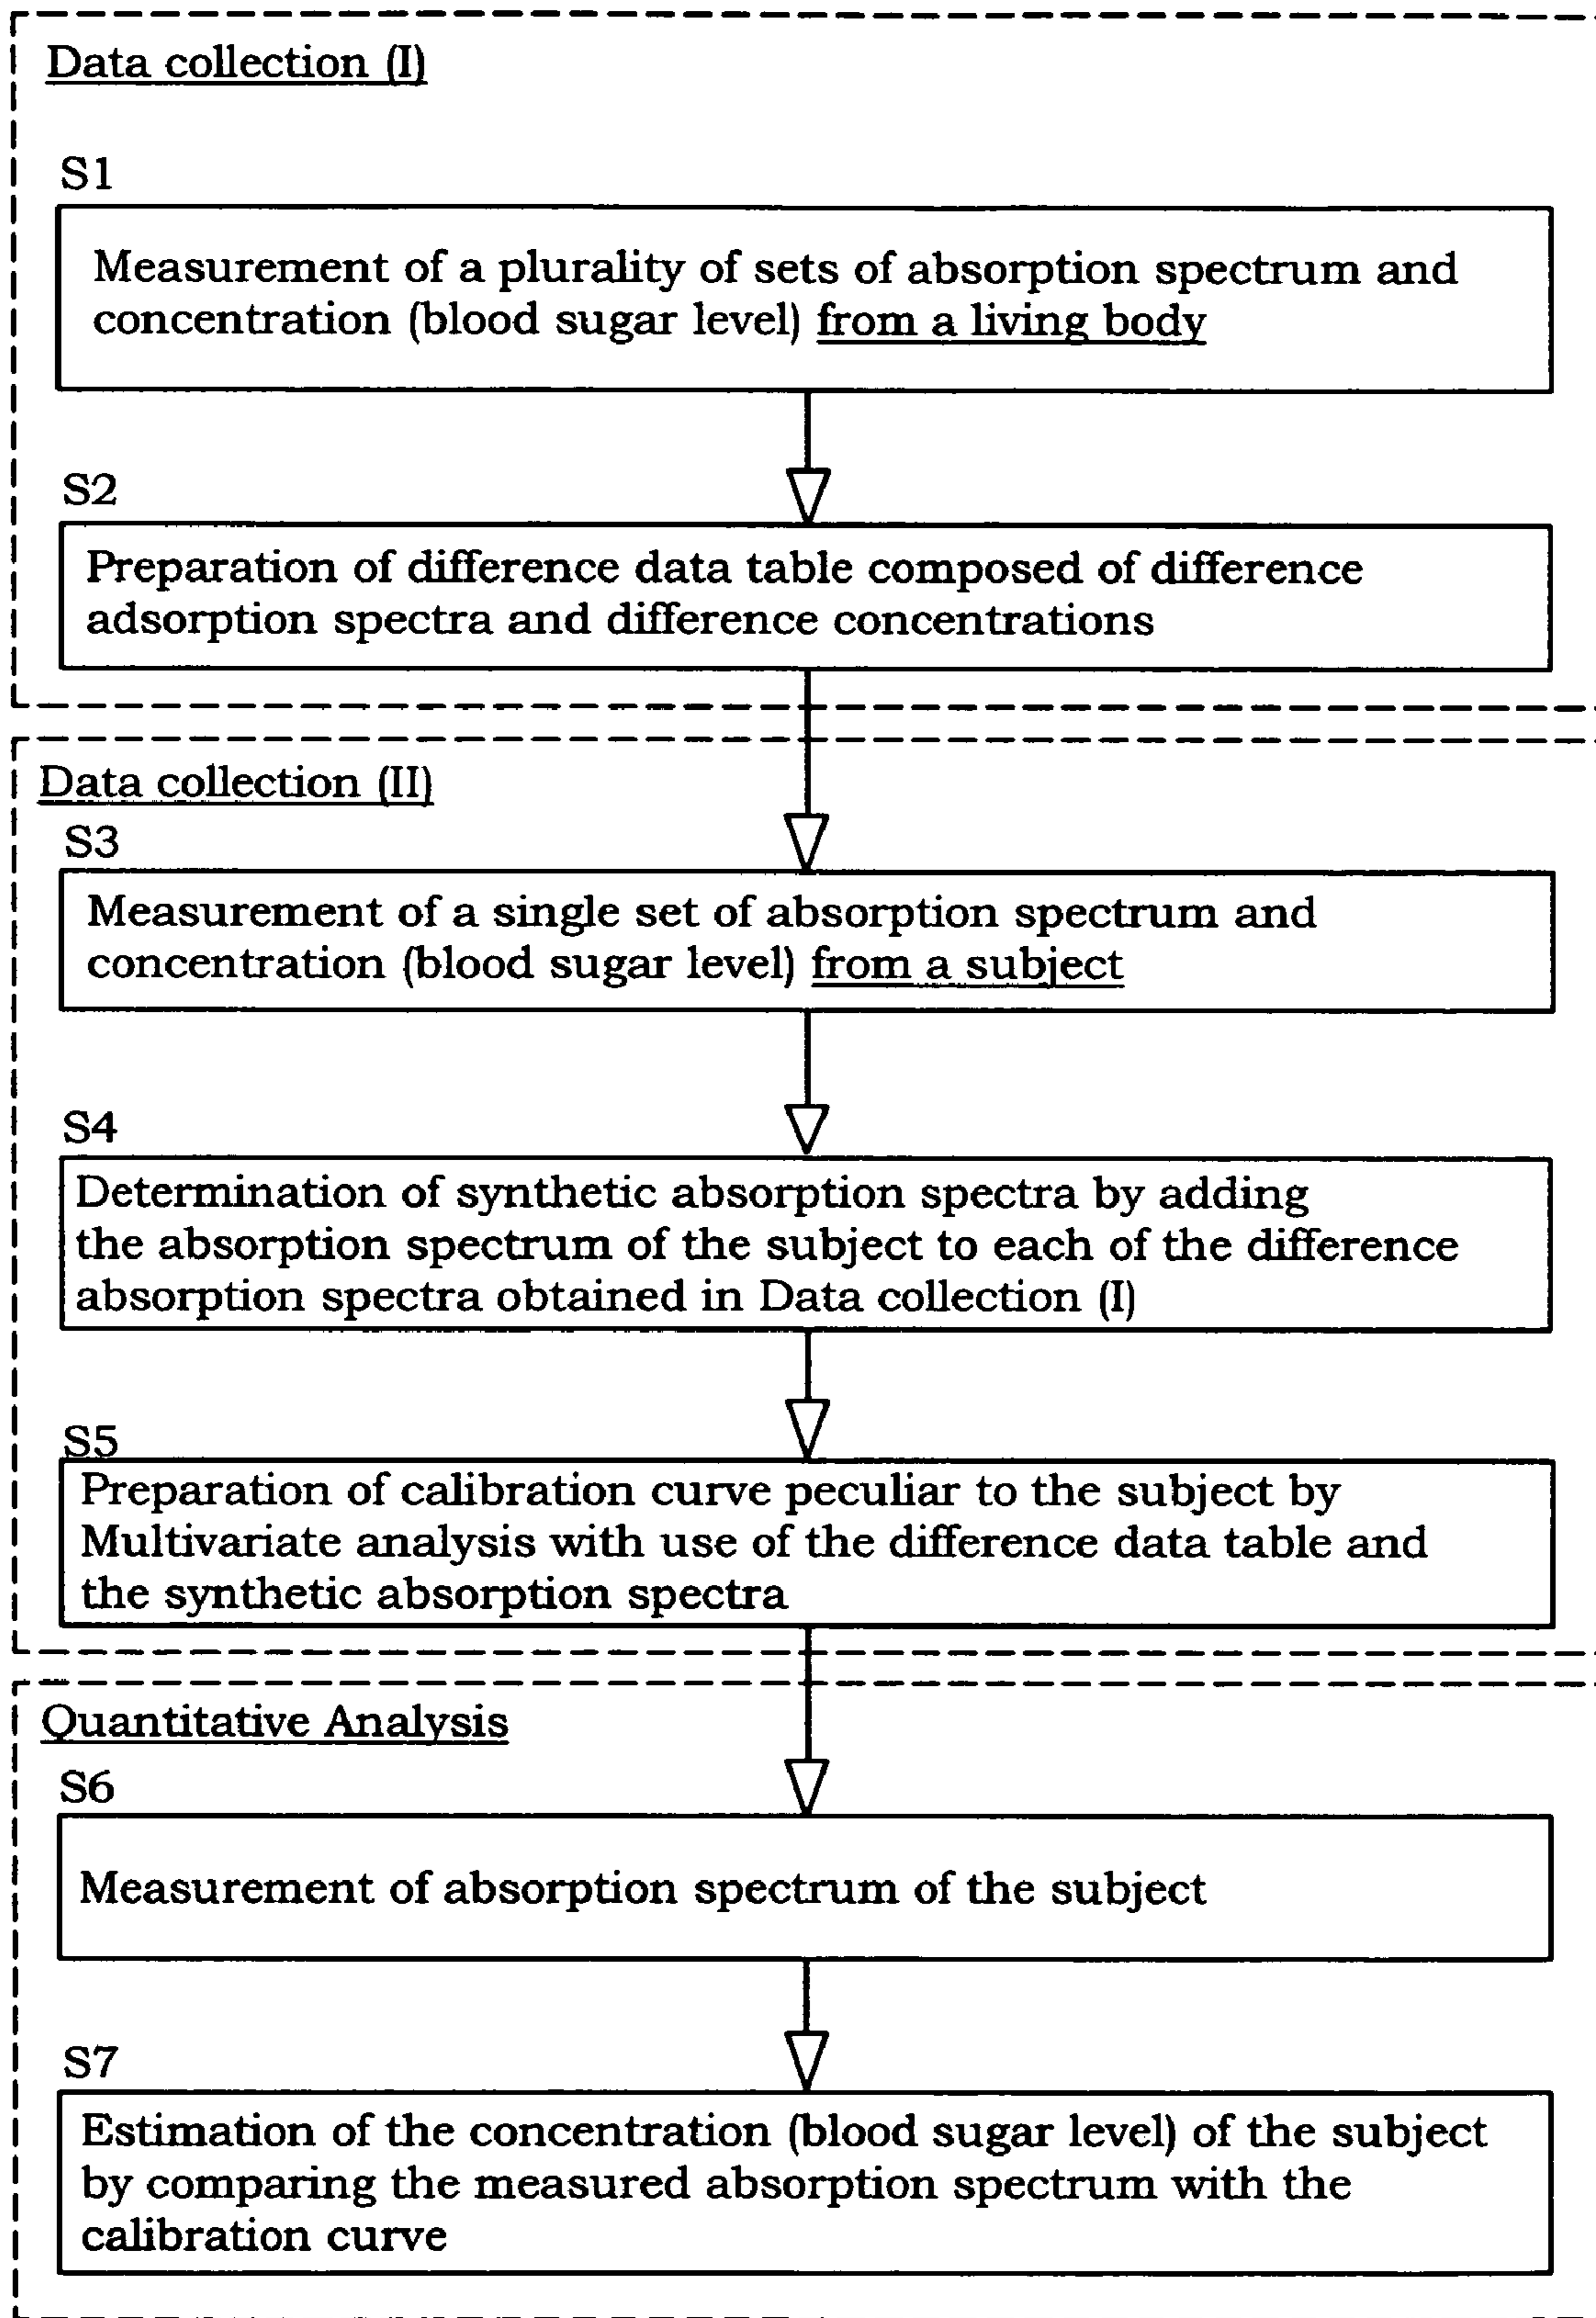 Data collection (I)
S1
Measurement of a plurality of sets of absorption spectrum and
concentration (blood sugar level) from a living body
S2
Preparation of difference data table composed of difference
adsorption spectra and difference concentrations
Data collection (II)
S3
Measurement of a single set of absorption spectrum and
concentration (blood sugar level) from a subject
S4
Determination of synthetic absorption spectra by adding
the absorption spectrum of the subject to each of the difference
absorption spectra obtained in Data collection (I)
S5
Preparation of calibration curve peculiar to the subject by
Multivariate analysis with use of the difference data table and
the synthetic absorption spectra
Quantitative Analysis
S6
Measurement of absorption spectrum of the subject
S7
Estimation of the concentration (blood sugar level) of the subject
by comparing the measured absorption spectrum with the
calibration curve